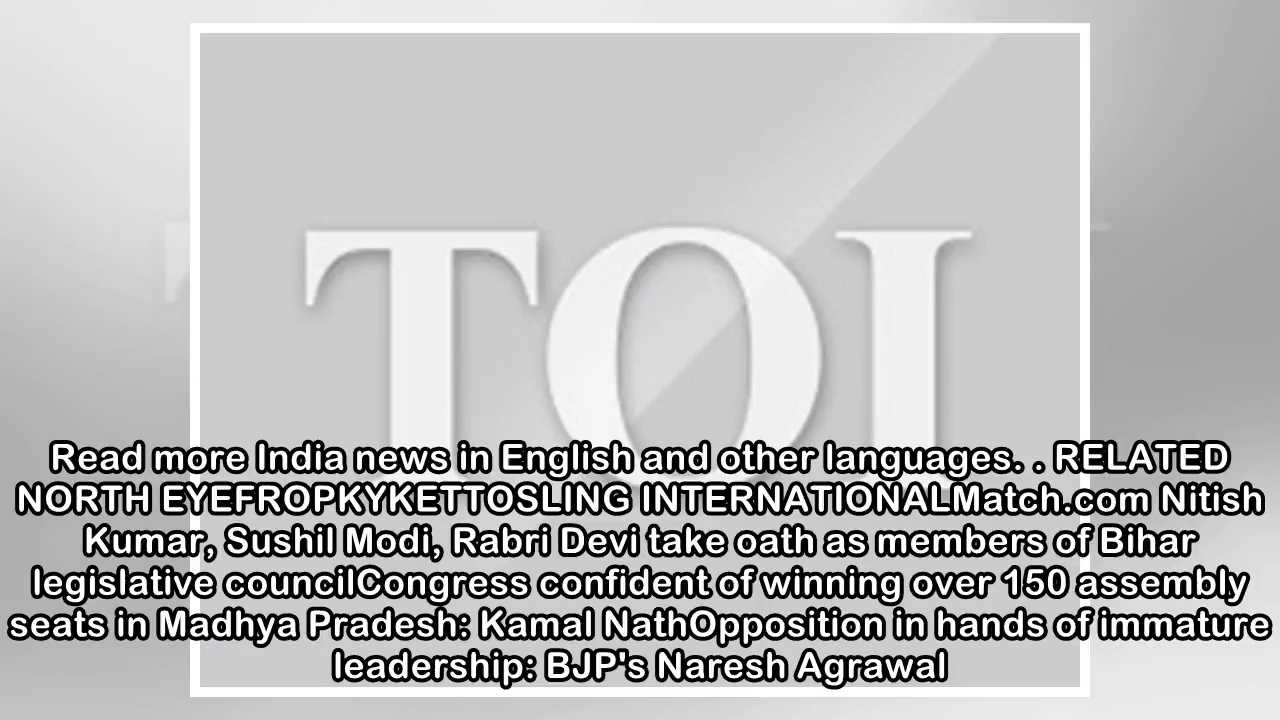 TOI
Read more India news in English and other languages. . RELATED
NORTH EYEFROPKYKETTOSLING INTERNATIONALMatch.com Nitish
Kumar, Sushil Modi, Rabri Devi take oath as members of Bihar
legislative councilCongress confident of winning over 150 assembly
seats in Madhya Pradesh: Kamal NathOpposition in hands of immature
leadership: BJP's Naresh Agrawal